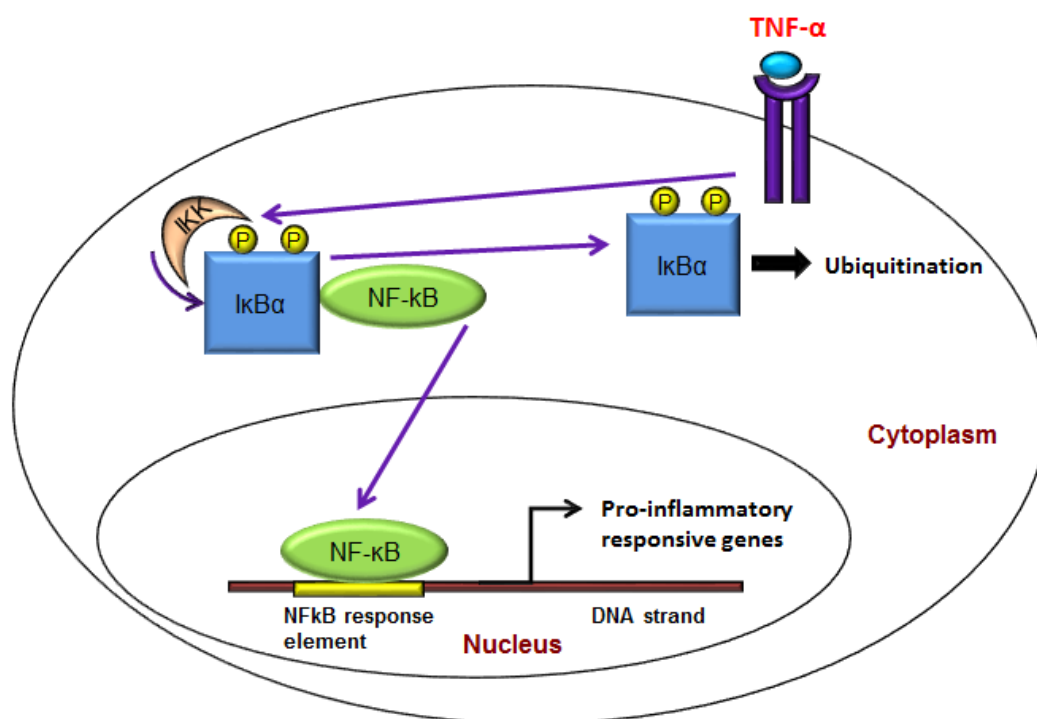 TNF-α
IKK
P P
IκBα
NF-kB
P P
IκBα
Ubiquitination
Cytoplasm
NF-κB
Pro-inflammatory
responsive genes
NFkB response
element
DNA strand
Nucleus